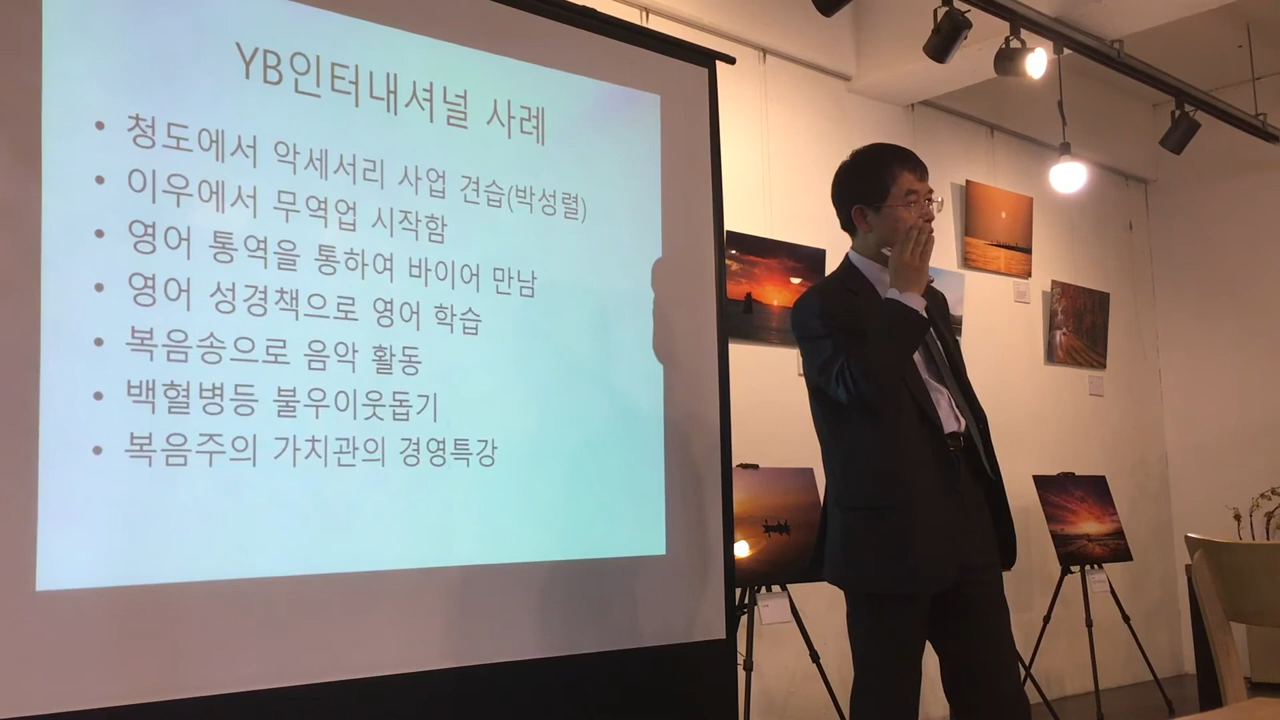 YB인터내셔널 사례
• 청도에서 악세서리 사업 견습(박성렬)
• 이우에서 무역업 시작함
• 영어 통역을 통하여 바이어 만남
• 영어 성경책으로 영어 학습
• 복음송으로 음악 활동
• 백혈병등 불우이웃돕기
• 복음주의 가치관의 경영특강